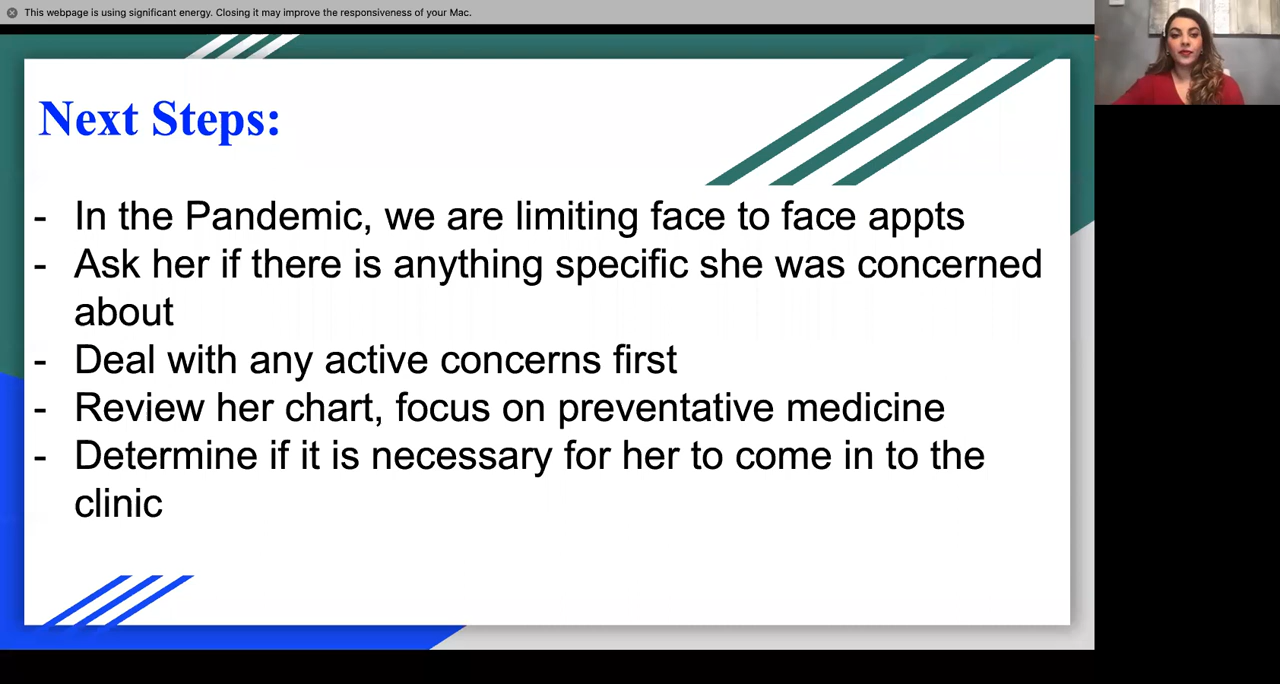 This webpage is using significant energy. Closing it may improve the responsiveness of your Mac.
Next Steps:
- In the Pandemic, we are limiting face to face appts
- Ask her if there is anything specific she was concerned
about
- Deal with any active concerns first
- Review her chart, focus on preventative medicine
- Determine if it is necessary for her to come in to the
clinic